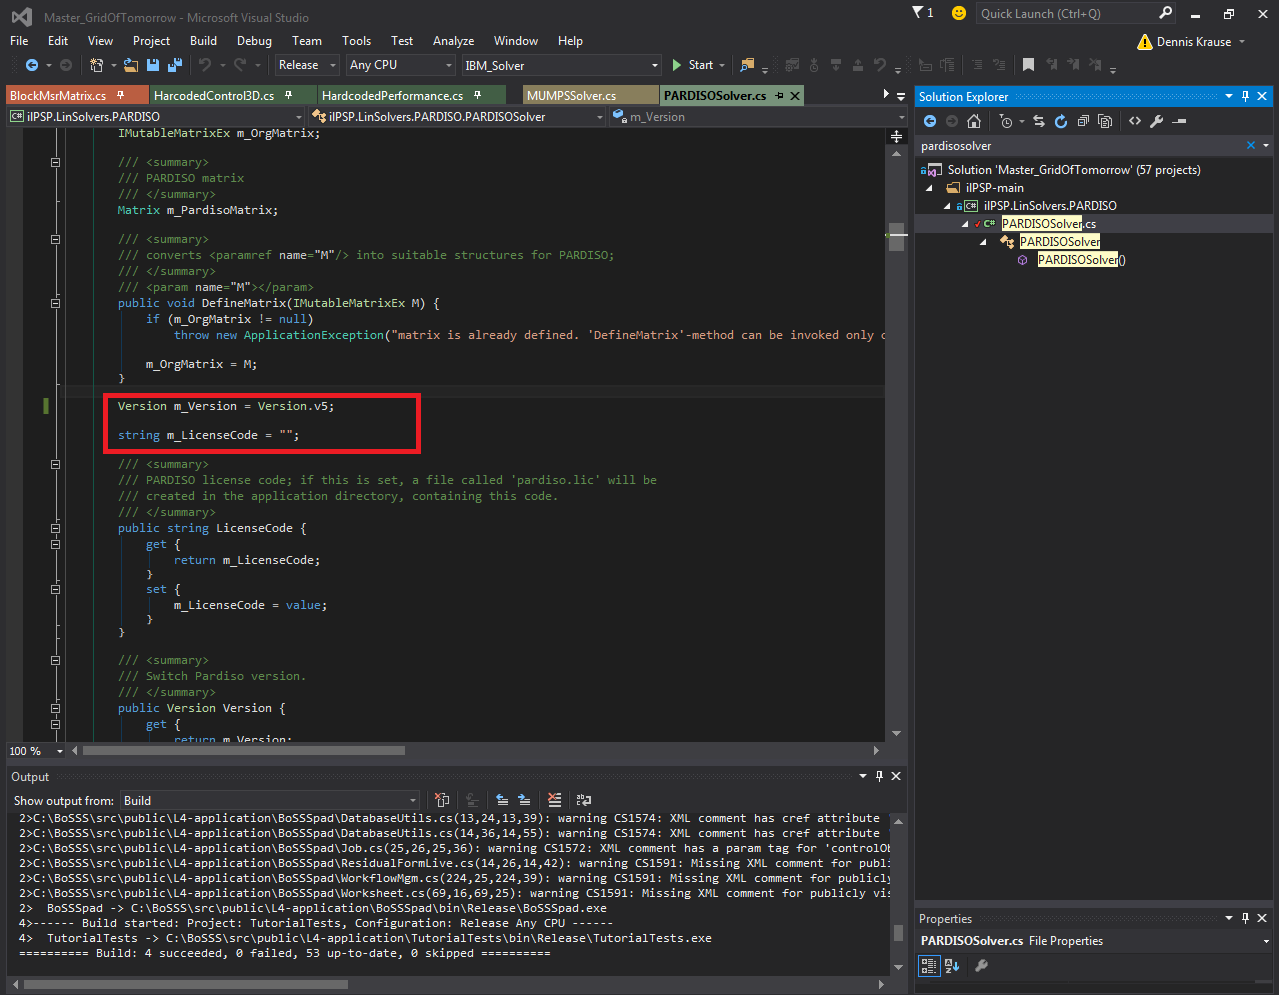 Master_GridOfTomorrow - Microsoft Visual Studio
1
Quick Launch (Ctrl+Q)
File Edit View Project Build Debug Team Tools Test Analyze Window Help
Dennis Krause
Release Any CPU IBM_Solver Start
BlockMsrMatrix.cs HarcodedControl3D.cs HardcodedPerformance.cs MUMPSSolver.cs PARDISOSolver.cs
ilPSP.LinSolvers.PARDISO ilPSP.LinSolvers.PARDISO.PARDISOSolver m_Version
IMutableMatrixEx m_OrgMatrix;
/// <summary>
/// PARDISO matrix
/// </summary>
Matrix m_PardisoMatrix;
/// <summary>
/// converts <paramref name="M"/> into suitable structures for PARDISO;
/// </summary>
/// <param name="M"></param>
public void DefineMatrix(IMutableMatrixEx M) {
if (m_OrgMatrix != null)
throw new ApplicationException("matrix is already defined. 'DefineMatrix'-method can be invoked only
m_OrgMatrix = M;
}
Version m_Version = Version.v5;
string m_LicenseCode = "";
/// <summary>
/// PARDISO license code; if this is set, a file called 'pardiso.lic' will be
/// created in the application directory, containing this code.
/// </summary>
public string LicenseCode {
get {
return m_LicenseCode;
}
set {
m_LicenseCode = value;
}
}
/// <summary>
/// Switch Pardiso version.
/// </summary>
public Version Version {
get {
return m_Version;
100 %
Output
Show output from: Build
2>C:\BoSSS\src\public\L4-application\BoSSSpad\DatabaseUtils.cs(13,24,13,39): warning CS1574: XML comment has cref attribute
2>C:\BoSSS\src\public\L4-application\BoSSSpad\DatabaseUtils.cs(14,36,14,55): warning CS1574: XML comment has cref attribute
2>C:\BoSSS\src\public\L4-application\BoSSSpad\Job.cs(25,26,25,36): warning CS1572: XML comment has a param tag for 'controlOb
2>C:\BoSSS\src\public\L4-application\BoSSSpad\ResidualFormLive.cs(14,26,14,42): warning CS1591: Missing XML comment for publi
2>C:\BoSSS\src\public\L4-application\BoSSSpad\WorkflowMgm.cs(224,25,224,39): warning CS1591: Missing XML comment for publicly
2>C:\BoSSS\src\public\L4-application\BoSSSpad\Worksheet.cs(69,16,69,25): warning CS1591: Missing XML comment for publicly vis
2> BoSSSpad -> C:\BoSSS\src\public\L4-application\BoSSSpad\bin\Release\BoSSSpad.exe
4>------ Build started: Project: TutorialTests, Configuration: Release Any CPU ------
4> TutorialTests -> C:\BoSSS\src\public\L4-application\TutorialTests\bin\Release\TutorialTests.exe
========== Build: 4 succeeded, 0 failed, 53 up-to-date, 0 skipped ==========
Solution Explorer
pardisosolver
Solution 'Master_GridOfTomorrow' (57 projects)
ilPSP-main
C# ilPSP.LinSolvers.PARDISO
C# PARDISOSolver.cs
PARDISOSolver
PARDISOSolver()
Properties
PARDISOSolver.cs File Properties